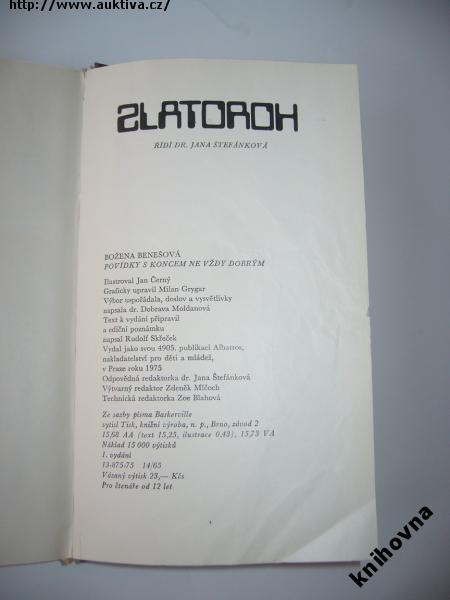 http://www.auktiva.cz/
ZLATOROH
ŘÍDÍ DR. JANA ŠTEFÁNKOVÁ
BOŽENA BENEŠOVÁ
POVÍDKY S KONCEM NE VŽDY DOBRÝM
Ilustroval Jan Černý
Graficky upravil Milan Grygar
Výbor uspořádala, doslov a vysvětlivky
napsala dr. Dobrava Moldanová
Text k vydání připravil
a ediční poznámku
napsal Rudolf Skřeček
Vydal jako svou 4905. publikaci Albatros,
nakladatelství pro děti a mládež,
v Praze roku 1975
Odpovědná redaktorka dr. Jana Štefánková
Výtvarný redaktor Zdeněk Mlčoch
Technická redaktorka Zoe Blahová
Ze sazby písma Baskerville
vytiskl Tisk, knižní výroba, n. p., Brno, závod 2
15,68 AA (text 15,25, ilustrace 0,43), 15,73 VA
Náklad 15 000 výtisků
1. vydání
13-875-75 14/65
Vázaný výtisk 23,— Kčs
Pro čtenáře od 12 let
knihovna